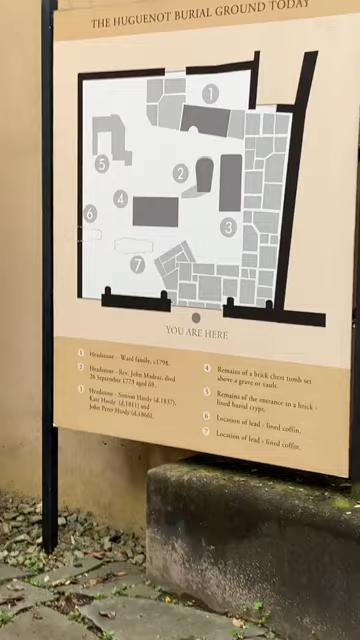 THE HUGUENOT BURIAL GROUND TODAY
1
2
3
4
5
6
7
YOU ARE HERE
1 Headstone - Ward family, c1798.
2 Headstone - Rev. John Madras, died
26 September 1773 aged 69.
3 Headstone - Simon Hardy (d.1837),
Kate Hardy (d.1811) and
John Peter Hardy (d.1866).
4 Remains of a brick chest tomb set
above a grave or vault.
5 Remains of the entrance to a brick -
lined burial crypt.
6 Location of lead - lined coffin.
7 Location of lead - lined coffin.